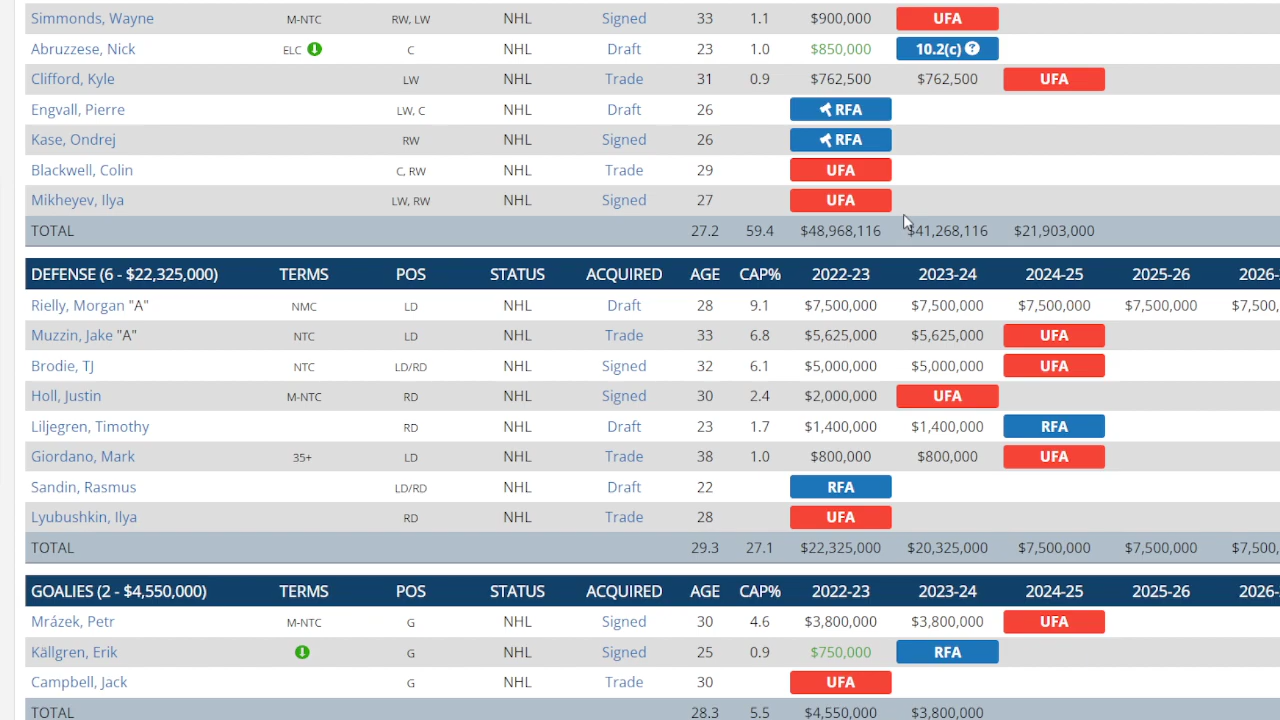 Simmonds, Wayne M-NTC RW, LW NHL Signed 33 1.1 $900,000 UFA
Abruzzese, Nick ELC C NHL Draft 23 1.0 $850,000 10.2(c) ?
Clifford, Kyle LW NHL Trade 31 0.9 $762,500 $762,500 UFA
Engvall, Pierre LW, C NHL Draft 26 RFA
Kase, Ondrej RW NHL Signed 26 RFA
Blackwell, Colin C, RW NHL Trade 29 UFA
Mikheyev, Ilya LW, RW NHL Signed 27 UFA
TOTAL 27.2 59.4 $48,968,116 $41,268,116 $21,903,000
DEFENSE (6 - $22,325,000) TERMS POS STATUS ACQUIRED AGE CAP% 2022-23 2023-24 2024-25 2025-26 2026-
Rielly, Morgan "A" NMC LD NHL Draft 28 9.1 $7,500,000 $7,500,000 $7,500,000 $7,500,000 $7,500,
Muzzin, Jake "A" NTC LD NHL Trade 33 6.8 $5,625,000 $5,625,000 UFA
Brodie, TJ NTC LD/RD NHL Signed 32 6.1 $5,000,000 $5,000,000 UFA
Holl, Justin M-NTC RD NHL Signed 30 2.4 $2,000,000 UFA
Liljegren, Timothy RD NHL Draft 23 1.7 $1,400,000 $1,400,000 RFA
Giordano, Mark 35+ LD NHL Trade 38 1.0 $800,000 $800,000 UFA
Sandin, Rasmus LD/RD NHL Draft 22 RFA
Lyubushkin, Ilya RD NHL Trade 28 UFA
TOTAL 29.3 27.1 $22,325,000 $20,325,000 $7,500,000 $7,500,000 $7,500,
GOALIES (2 - $4,550,000) TERMS POS STATUS ACQUIRED AGE CAP% 2022-23 2023-24 2024-25 2025-26 2026-
Mrázek, Petr M-NTC G NHL Signed 30 4.6 $3,800,000 $3,800,000 UFA
Källgren, Erik G NHL Signed 25 0.9 $750,000 RFA
Campbell, Jack G NHL Trade 30 UFA
TOTAL 28.3 5.5 $4,550,000 $3,800,000